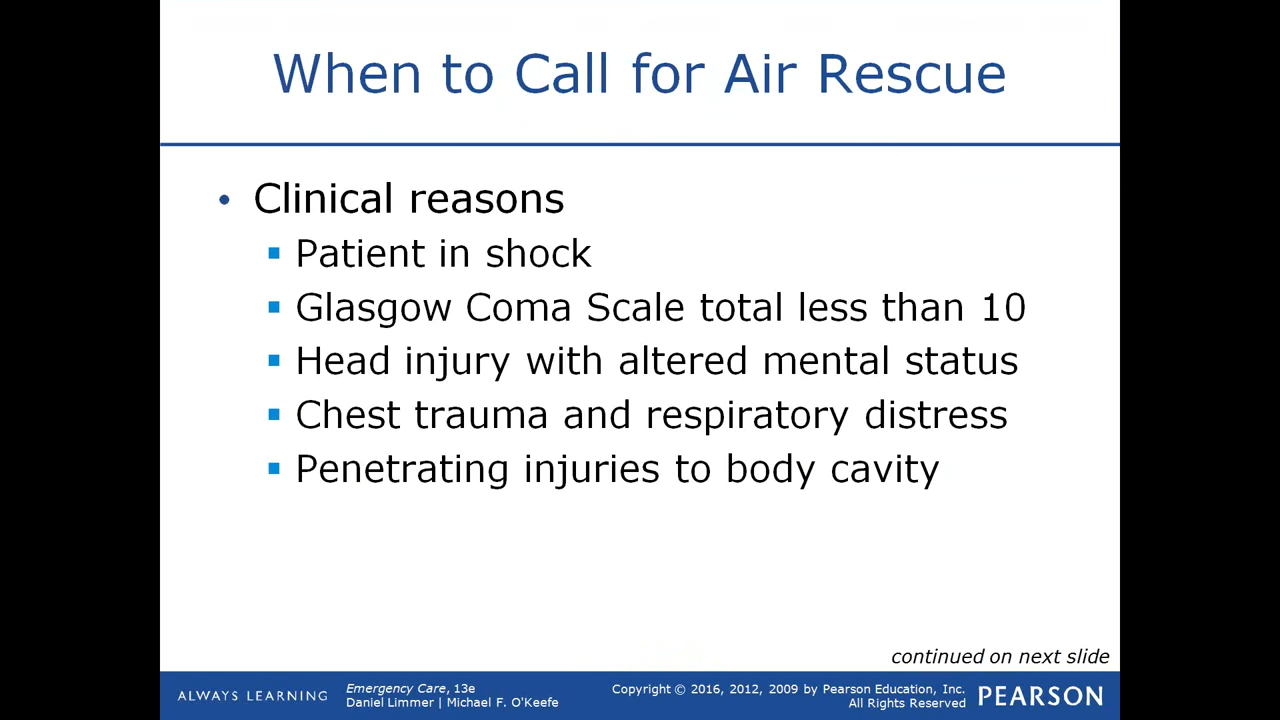 When to Call for Air Rescue
• Clinical reasons
▪ Patient in shock
▪ Glasgow Coma Scale total less than 10
▪ Head injury with altered mental status
▪ Chest trauma and respiratory distress
▪ Penetrating injuries to body cavity
continued on next slide
ALWAYS LEARNING
Emergency Care, 13e
Daniel Limmer | Michael F. O'Keefe
Copyright © 2016, 2012, 2009 by Pearson Education, Inc.
All Rights Reserved
PEARSON